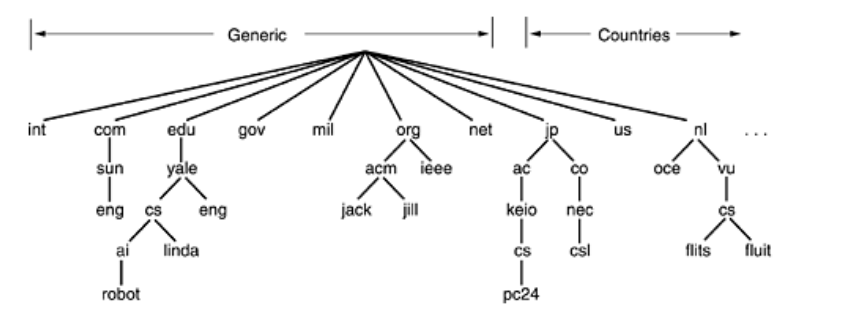 Generic Countries
int com edu gov mil org net jp us nl ...
sun yale acm ieee ac co oce vu
eng cs eng jack jill keio nec cs
ai linda cs csl flits fluit
robot pc24